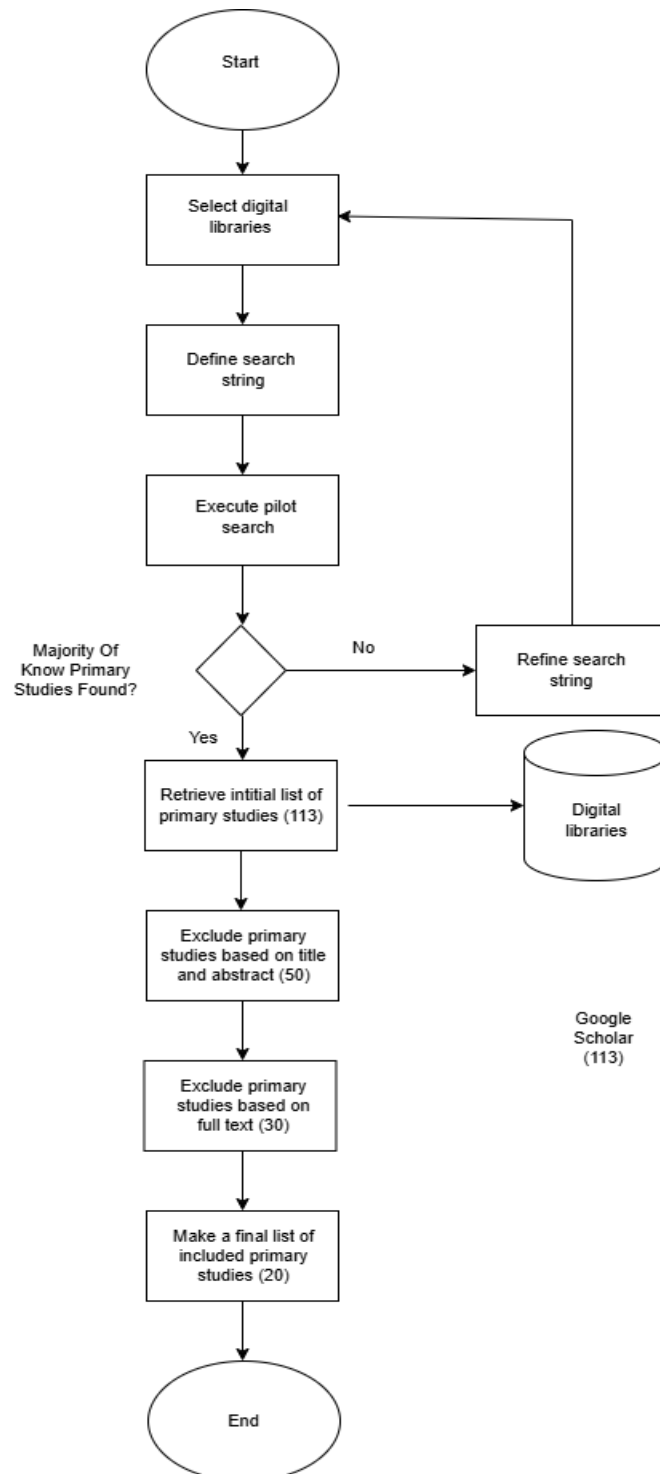 Start
Select digital
libraries
Define search
string
Execute pilot
search
Majority Of
Know Primary
Studies Found?
No
Refine search
string
Yes
Retrieve intitial list of
primary studies (113)
Digital
libraries
Exclude primary
studies based on title
and abstract (50)
Google
Scholar
(113)
Exclude primary
studies based on
full text (30)
Make a final list of
included primary
studies (20)
End